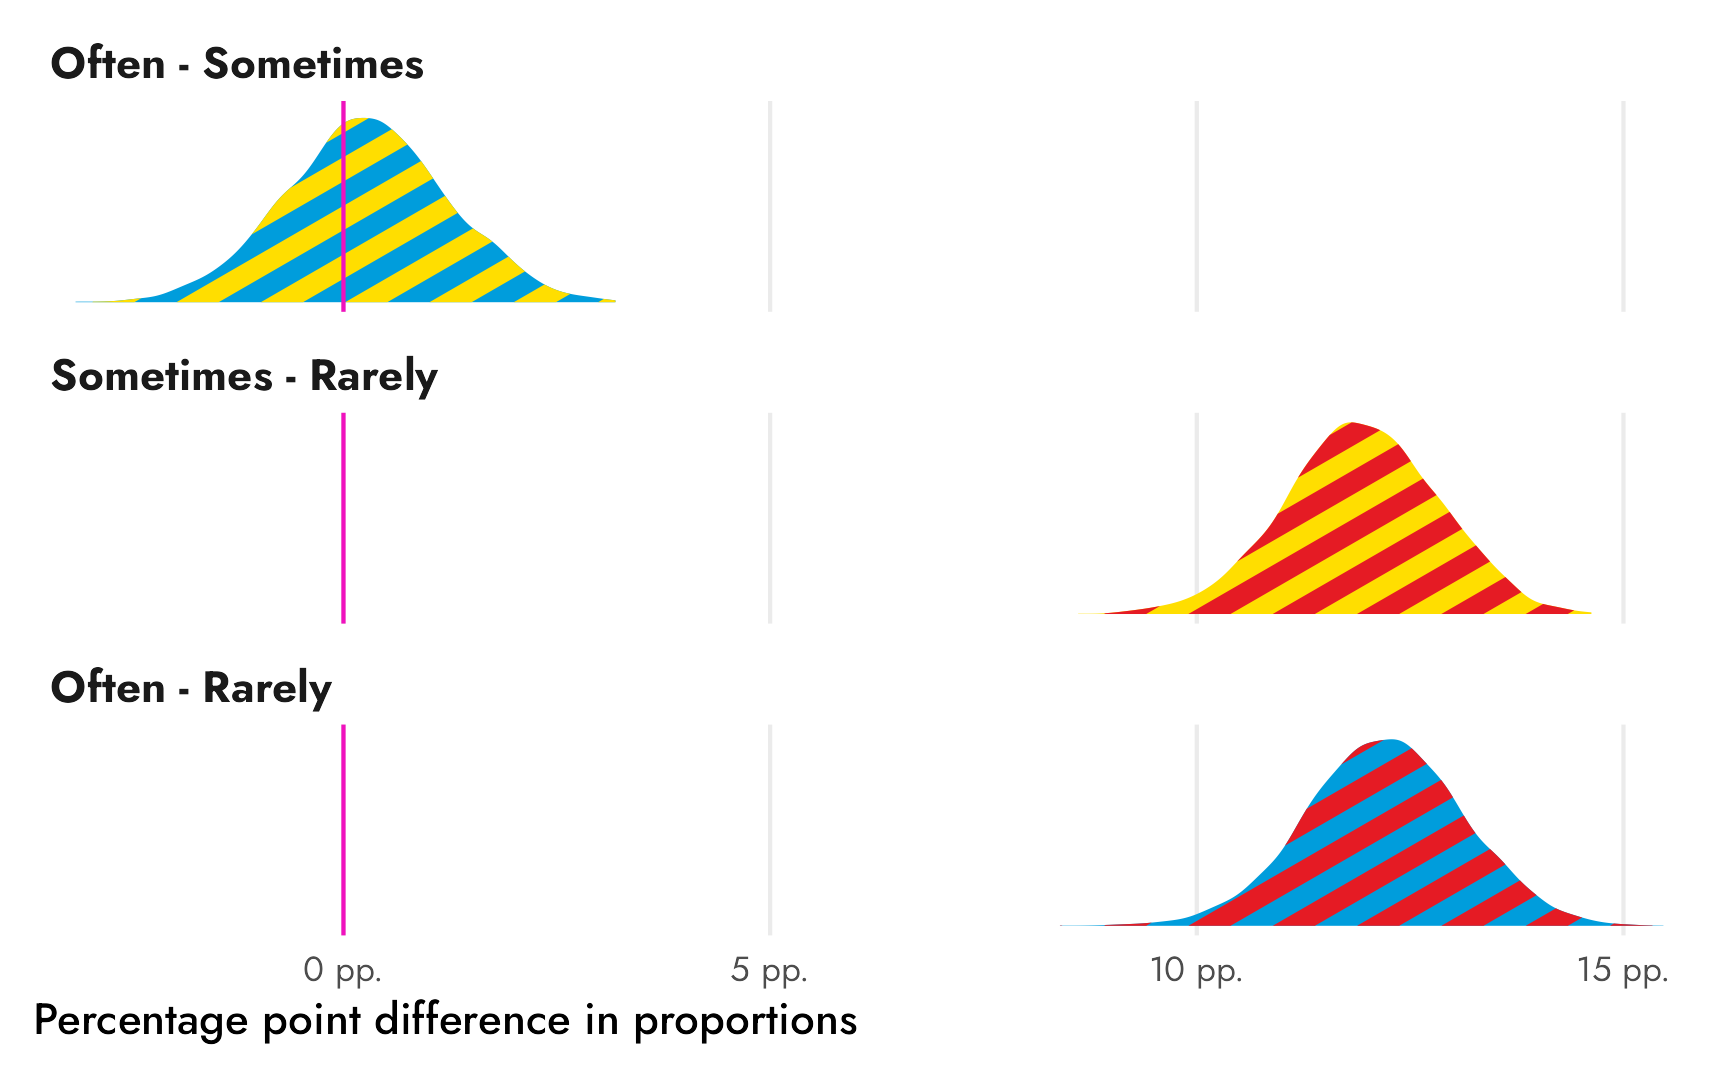 Often - Sometimes
Sometimes - Rarely
Often - Rarely
0 pp. 5 pp. 10 pp. 15 pp.
Percentage point difference in proportions